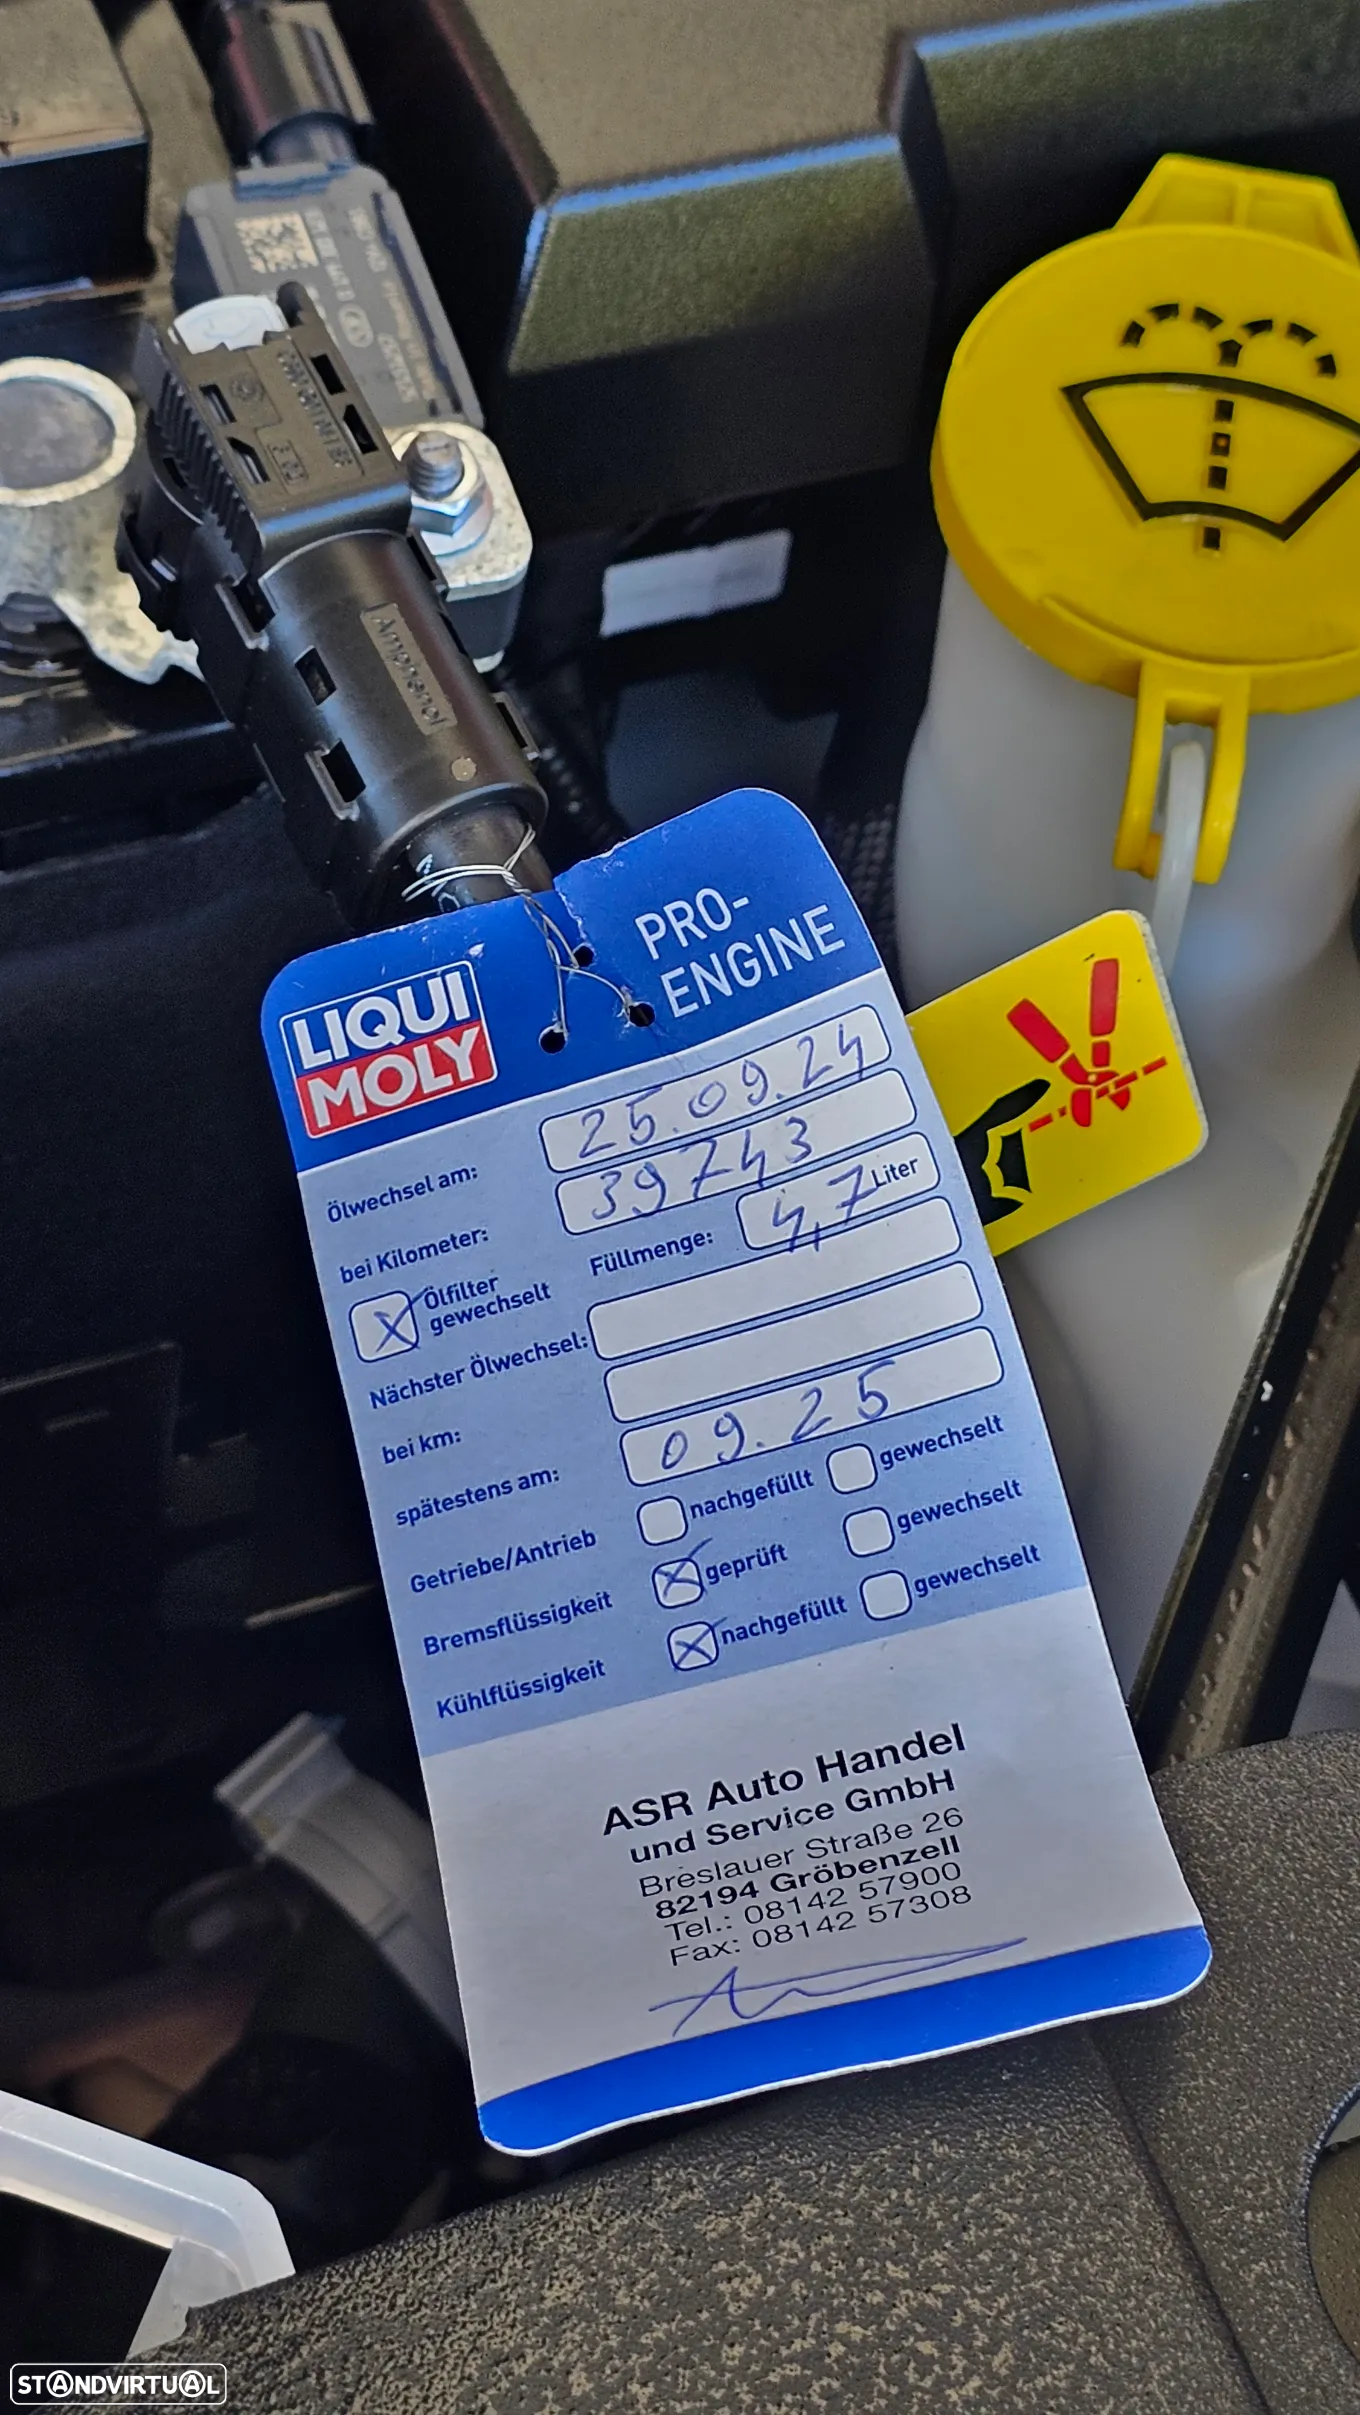 Amphenol
LIQUI
MOLY
PRO-
ENGINE
Ölwechsel am: 25.09.24
bei Kilometer: 39743
Ölfilter
gewechselt
Füllmenge: 4,7 Liter
Nächster Ölwechsel:
bei km:
spätestens am: 09.25
Getriebe/Antrieb nachgefüllt gewechselt
Bremsflüssigkeit geprüft gewechselt
Kühlflüssigkeit nachgefüllt gewechselt
ASR Auto Handel
und Service GmbH
Breslauer Straße 26
82194 Gröbenzell
Tel.: 08142 57900
Fax: 08142 57308
STANDVIRTUAL